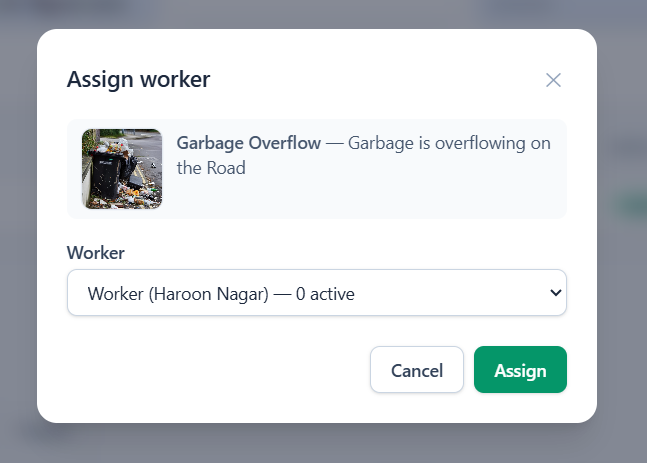 Assign worker
Garbage Overflow — Garbage is overflowing on
the Road
Worker
Worker (Haroon Nagar) — 0 active
Cancel
Assign